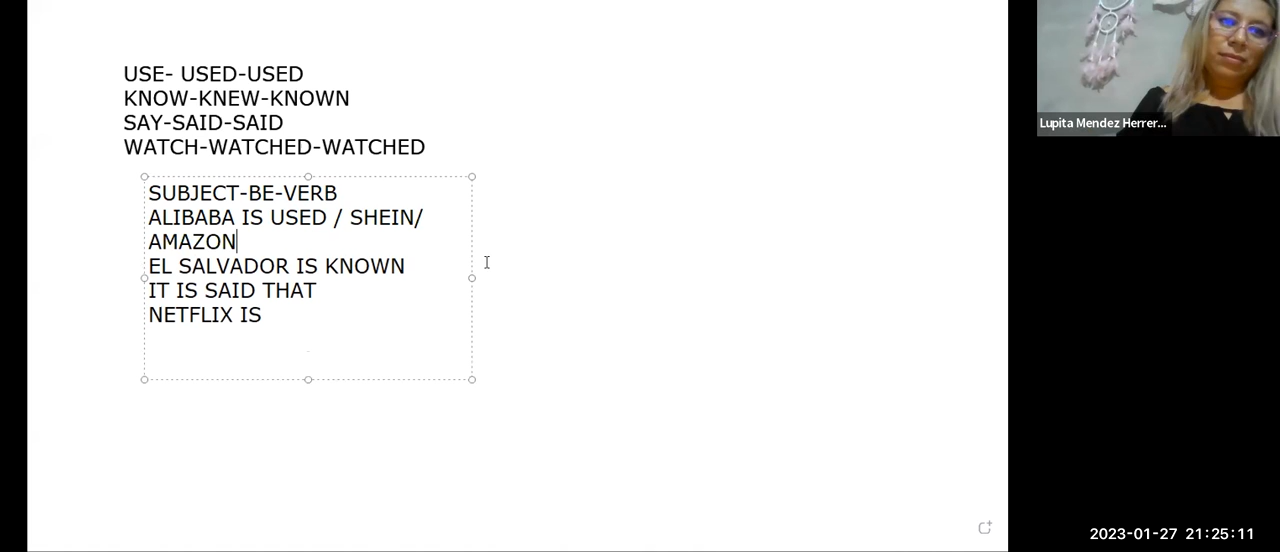 USE- USED-USED
KNOW-KNEW-KNOWN
SAY-SAID-SAID
WATCH-WATCHED-WATCHED
SUBJECT-BE-VERB
ALIBABA IS USED / SHEIN/
AMAZON
EL SALVADOR IS KNOWN
IT IS SAID THAT
NETFLIX IS
Lupita Mendez Herrer...
2023-01-27 21:25:11